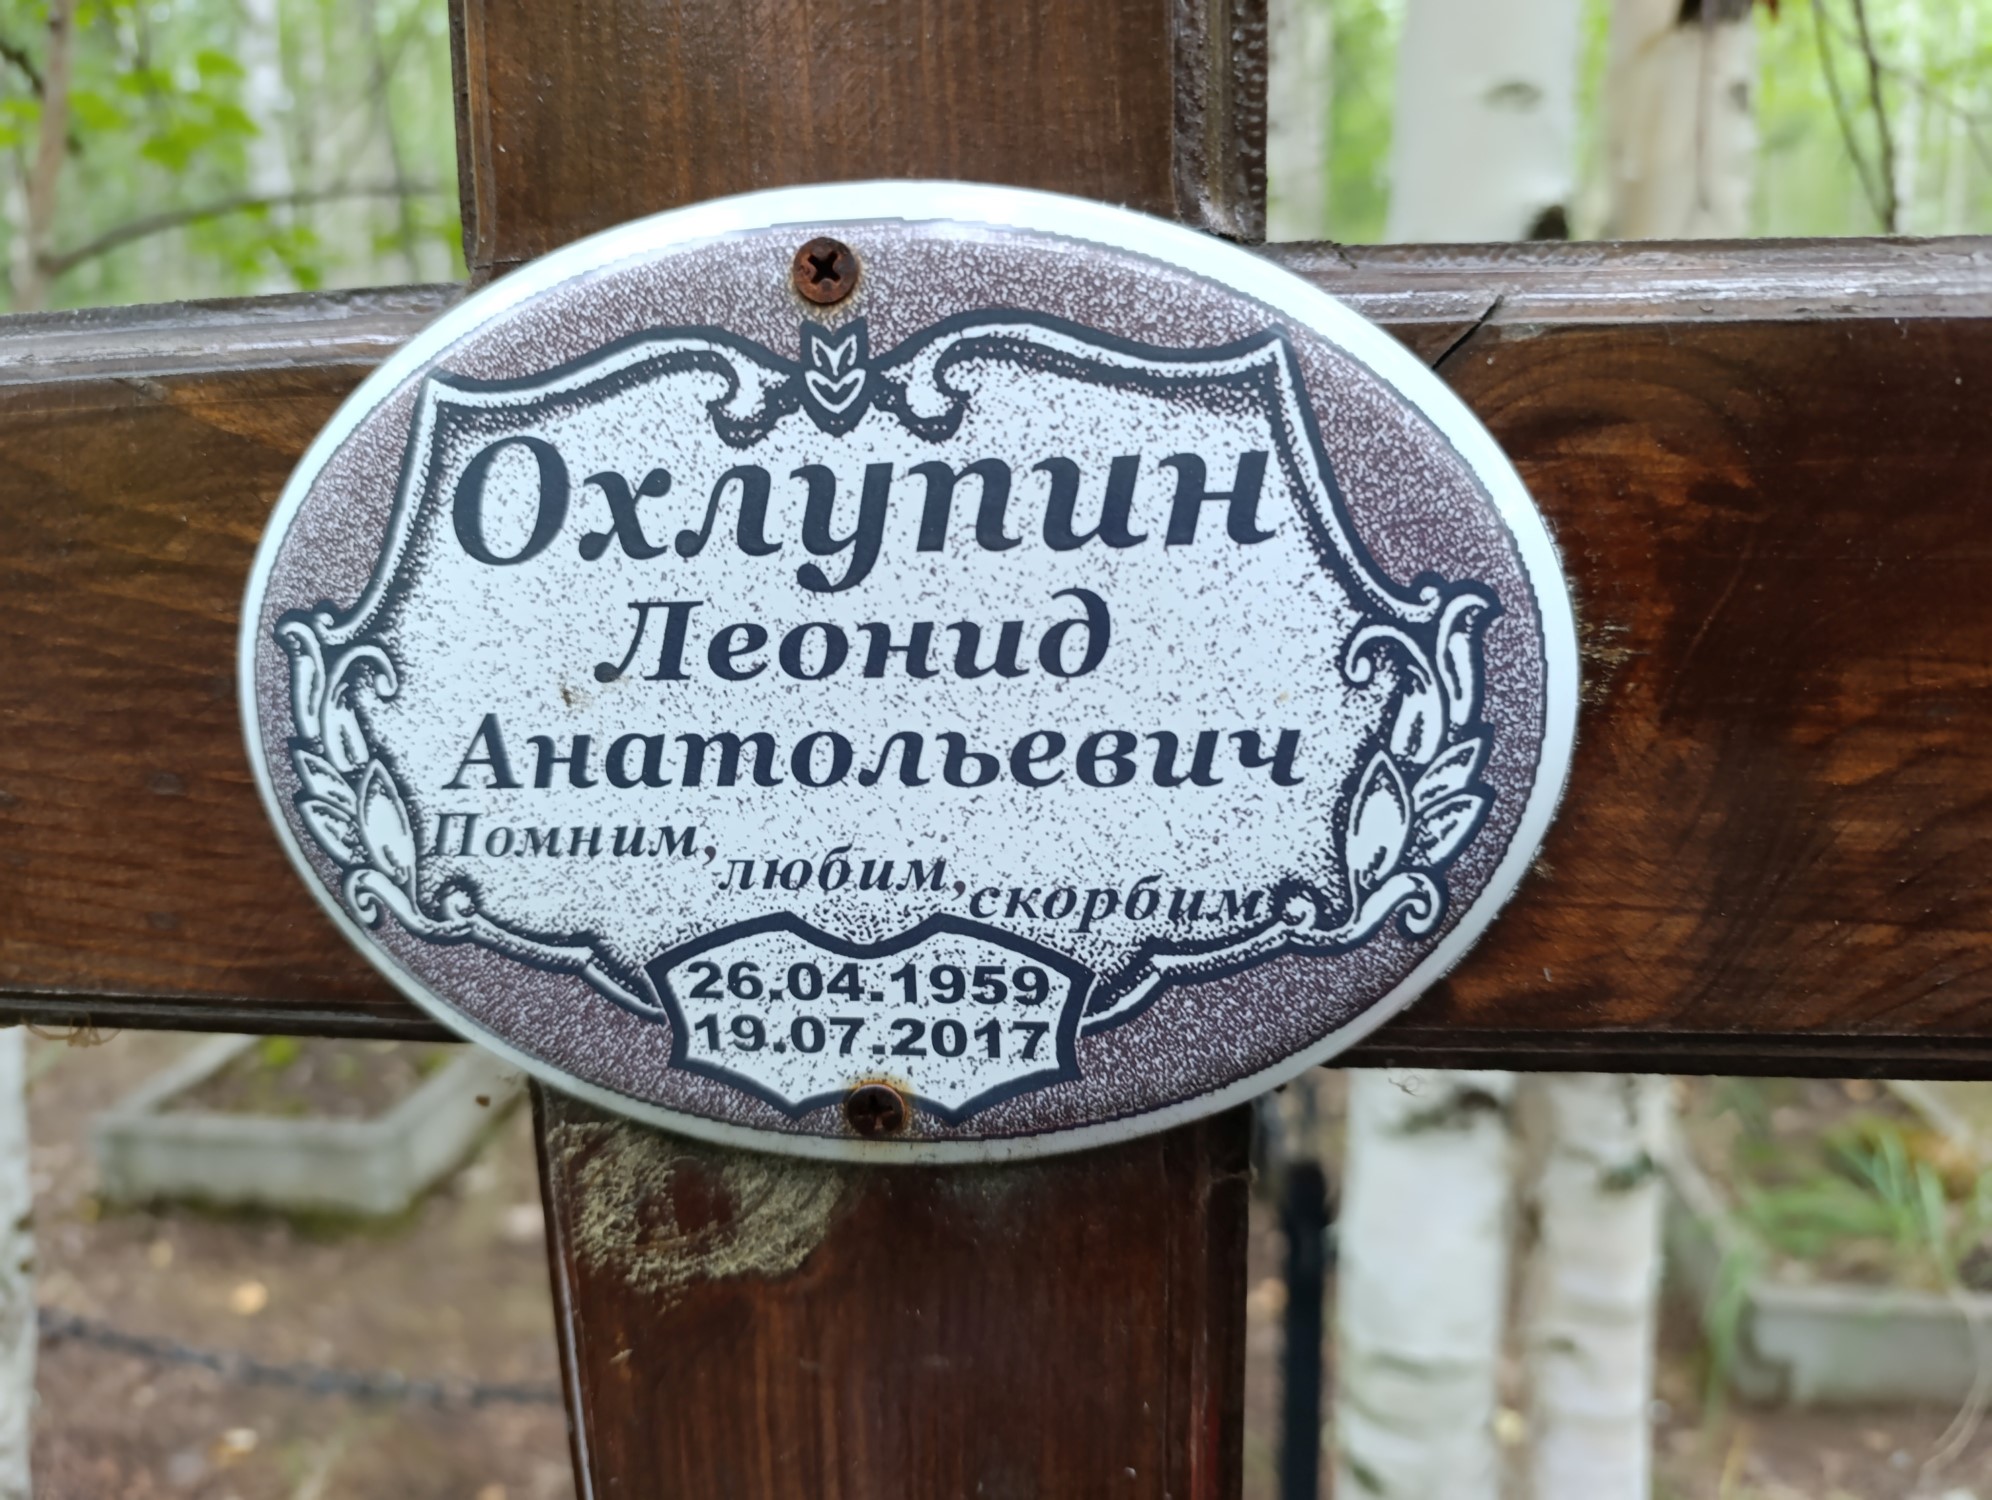 Охлупин
Леонид
Анатольевич
Помним, любим, скорбим
26.04.1959
19.07.2017